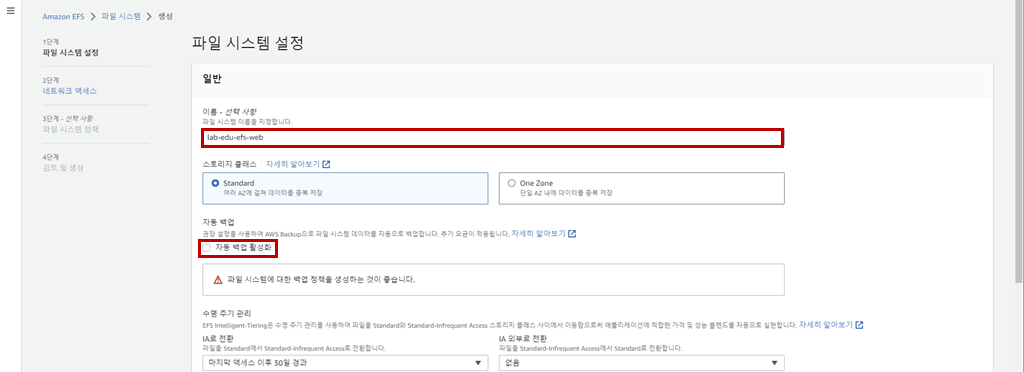 Amazon EFS > 파일 시스템 > 생성
1단계
파일 시스템 설정
2단계
네트워크 액세스
3단계 - 선택 사항
파일 시스템 정책
4단계
검토 및 생성
파일 시스템 설정
일반
이름 - 선택 사항
파일 시스템 이름을 지정합니다.
lab-edu-efs-web
스토리지 클래스 자세히 알아보기
Standard
여러 AZ에 걸쳐 데이터를 중복 저장
One Zone
단일 AZ 내에 데이터를 중복 저장
자동 백업
권장 설정을 사용하여 AWS Backup으로 파일 시스템 데이터를 자동으로 백업합니다. 추가 요금이 적용됩니다. 자세히 알아보기
자동 백업 활성화
파일 시스템에 대한 백업 정책을 생성하는 것이 좋습니다.
수명 주기 관리
EFS Intelligent-Tiering은 수명 주기 관리를 사용하여 파일을 Standard와 Standard-Infrequent Access 스토리지 클래스 사이에서 이동함으로써 애플리케이션에 적합한 가격 및 성능 블렌드를 자동으로 실현합니다. 자세히 알아보기
IA로 전환
파일을 Standard에서 Standard-Infrequent Access로 전환합니다.
마지막 액세스 이후 30일 경과
IA 외부로 전환
파일을 Standard-Infrequent Access에서 Standard로 전환합니다.
없음